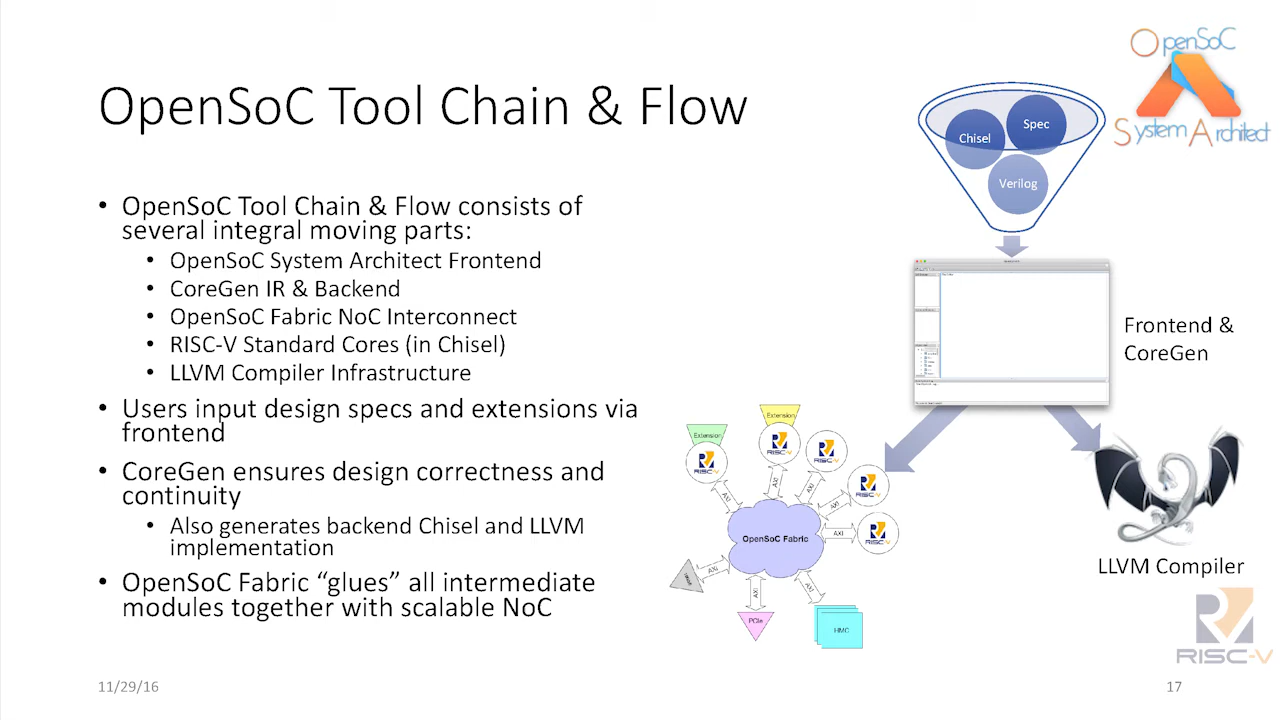 OpenSoC
System Architect
OpenSoC Tool Chain & Flow
• OpenSoC Tool Chain & Flow consists of
several integral moving parts:
• OpenSoC System Architect Frontend
• CoreGen IR & Backend
• OpenSoC Fabric NoC Interconnect
• RISC-V Standard Cores (in Chisel)
• LLVM Compiler Infrastructure
• Users input design specs and extensions via
frontend
• CoreGen ensures design correctness and
continuity
• Also generates backend Chisel and LLVM
implementation
• OpenSoC Fabric “glues” all intermediate
modules together with scalable NoC
Chisel
Spec
Verilog
Frontend &
CoreGen
Extension
Extension
RISC-V
RISC-V
RISC-V
RISC-V
RISC-V
AXI
AXI
AXI
AXI
AXI
OpenSoC Fabric
AXI
AXI
AXI
PCIe
HMC
LLVM Compiler
RISC-V
11/29/16
17